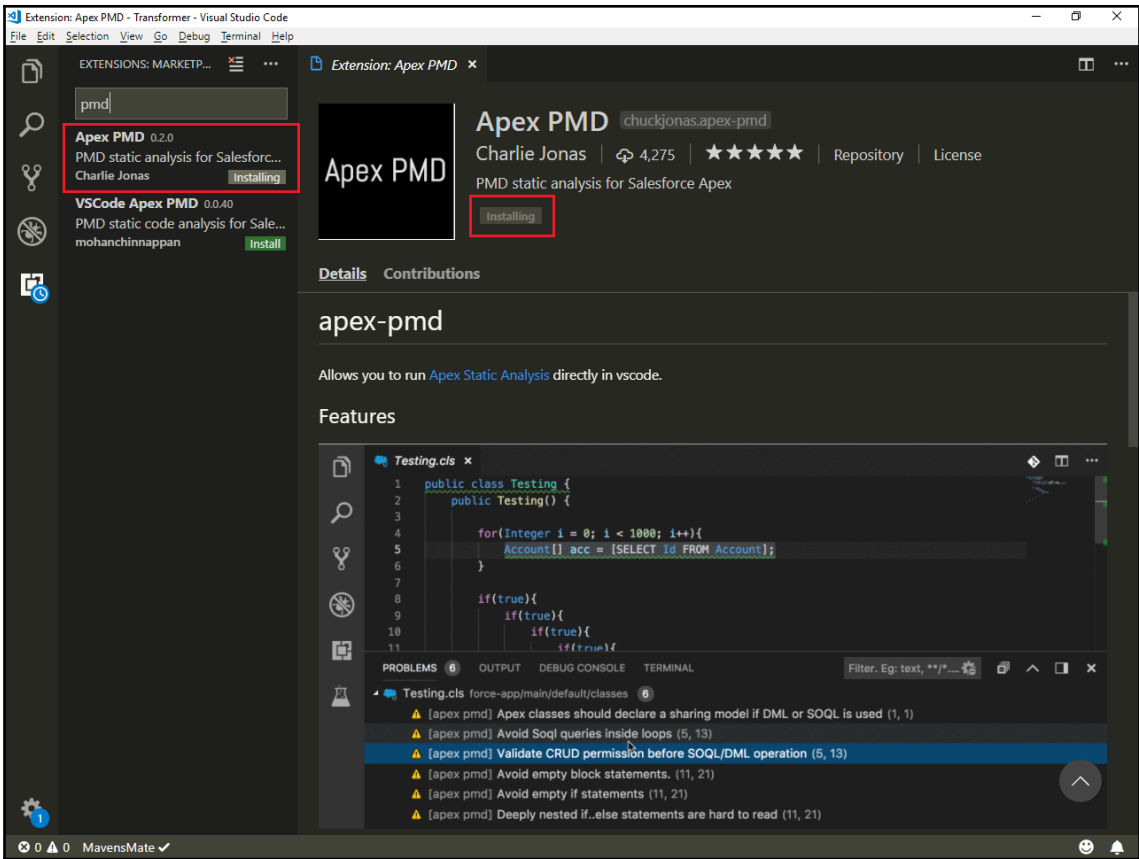 Extension: Apex PMD - Transformer - Visual Studio Code
File Edit Selection View Go Debug Terminal Help
EXTENSIONS: MARKETP...
pmd
Apex PMD 0.2.0
PMD static analysis for Salesforc...
Charlie Jonas Installing
VSCode Apex PMD 0.0.40
PMD static code analysis for Sale...
mohanchinnappan Install
Extension: Apex PMD
Apex PMD
Apex PMD chuckjonas.apex-pmd
Charlie Jonas 4,275 ★★★★★ Repository License
PMD static analysis for Salesforce Apex
Installing
Details Contributions
apex-pmd
Allows you to run Apex Static Analysis directly in vscode.
Features
Testing.cls
1 public class Testing {
2 public Testing() {
3
4 for(Integer i = 0; i < 1000; i++){
5 Account[] acc = [SELECT Id FROM Account];
6 }
7
8 if(true){
9 if(true){
10 if(true){
11 if(true){
PROBLEMS 6 OUTPUT DEBUG CONSOLE TERMINAL Filter. Eg: text, **/*....
Testing.cls force-app/main/default/classes 6
[apex pmd] Apex classes should declare a sharing model if DML or SOQL is used (1, 1)
[apex pmd] Avoid Soql queries inside loops (5, 13)
[apex pmd] Validate CRUD permission before SOQL/DML operation (5, 13)
[apex pmd] Avoid empty block statements. (11, 21)
[apex pmd] Avoid empty if statements (11, 21)
[apex pmd] Deeply nested if..else statements are hard to read (11, 21)
1
0 0 MavensMate ✓